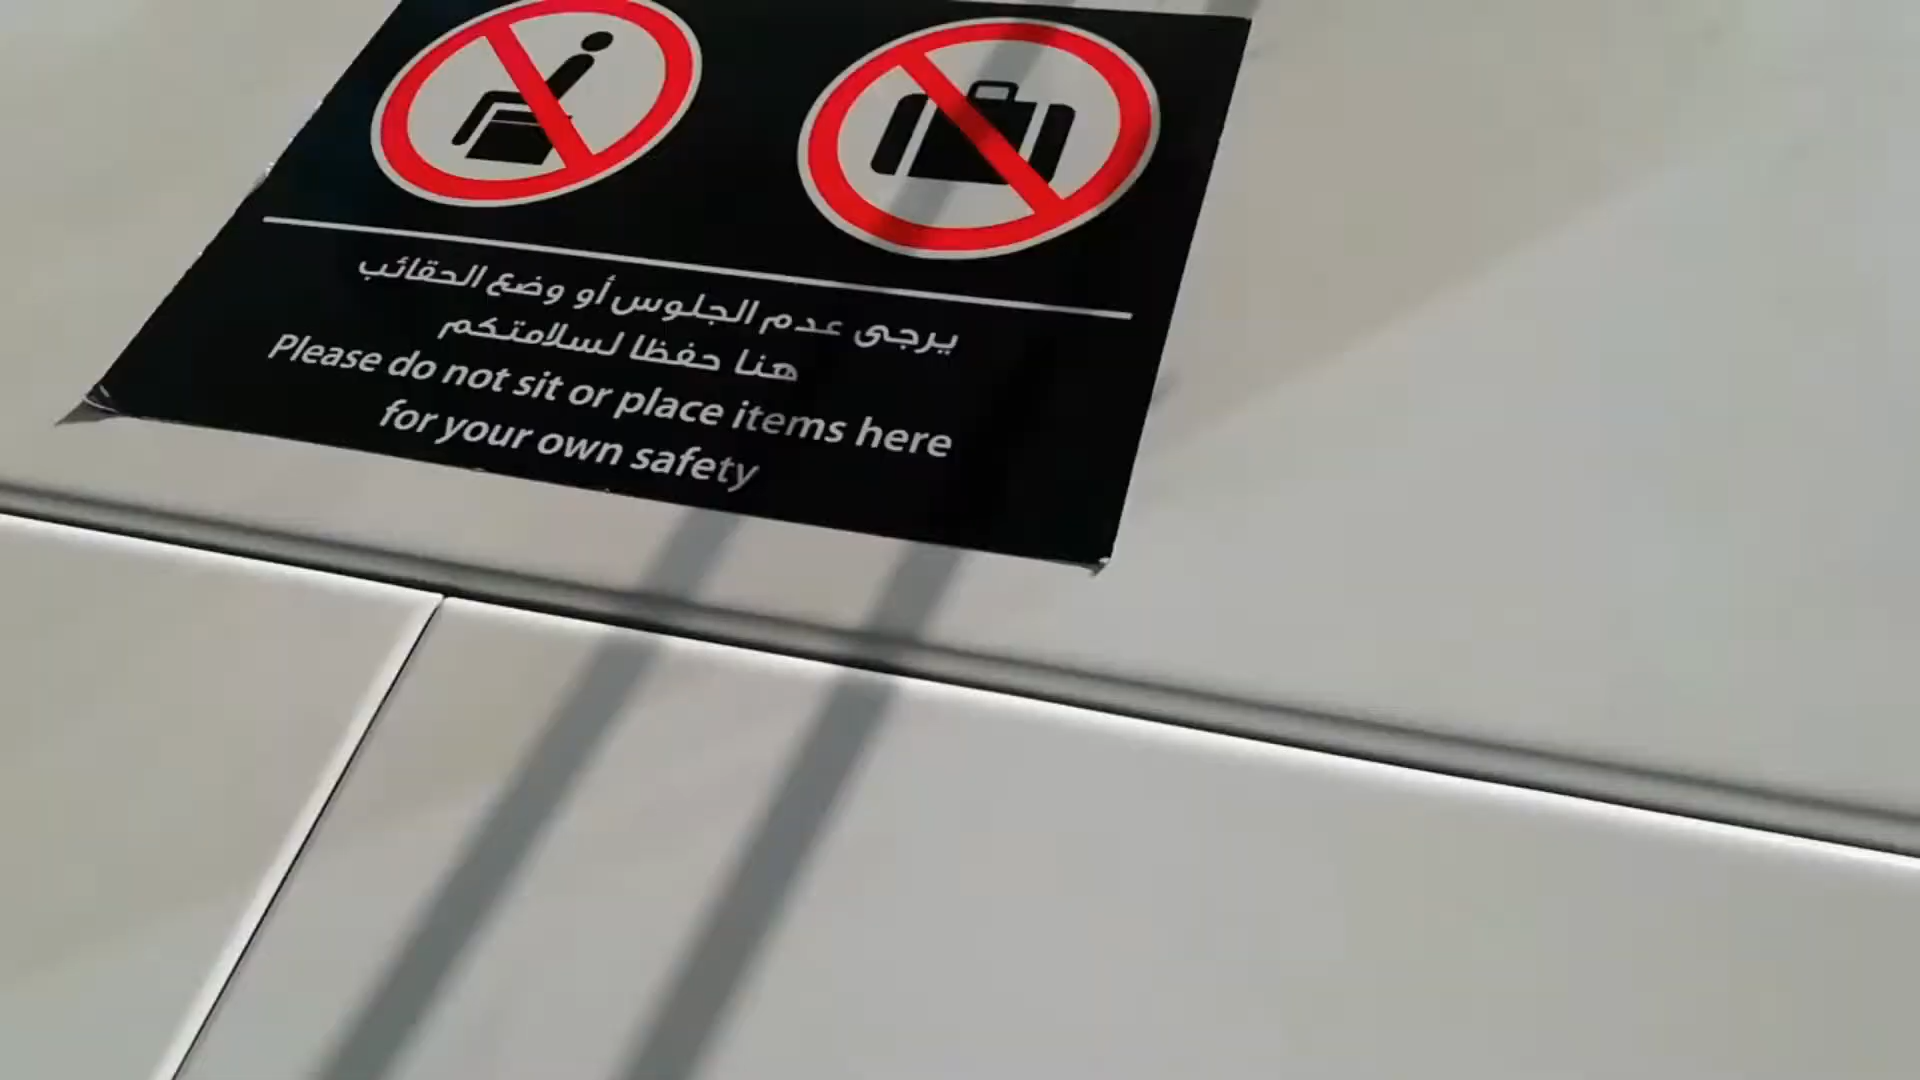 يرجى عدم الجلوس أو وضع الحقائب
هنا حفظا لسلامتكم
Please do not sit or place items here
for your own safety